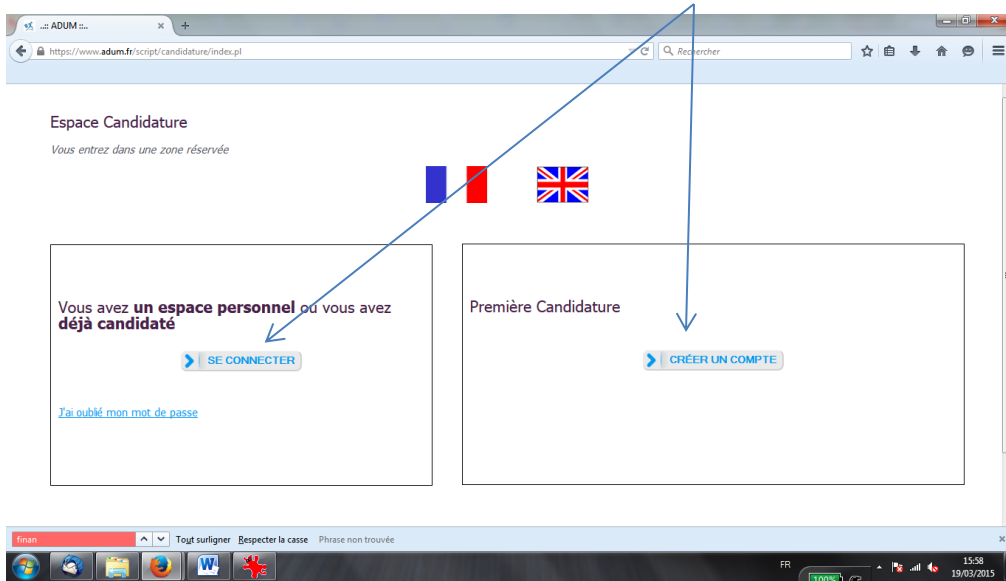 ..:: ADUM ::..
https://www.adum.fr/script/candidature/index.pl
Rechercher
Espace Candidature
Vous entrez dans une zone réservée
Vous avez un espace personnel ou vous avez
déjà candidaté
SE CONNECTER
J'ai oublié mon mot de passe
Première Candidature
CRÉER UN COMPTE
finan
Tout surligner Respecter la casse Phrase non trouvée
FR
100%
15:58
19/03/2015